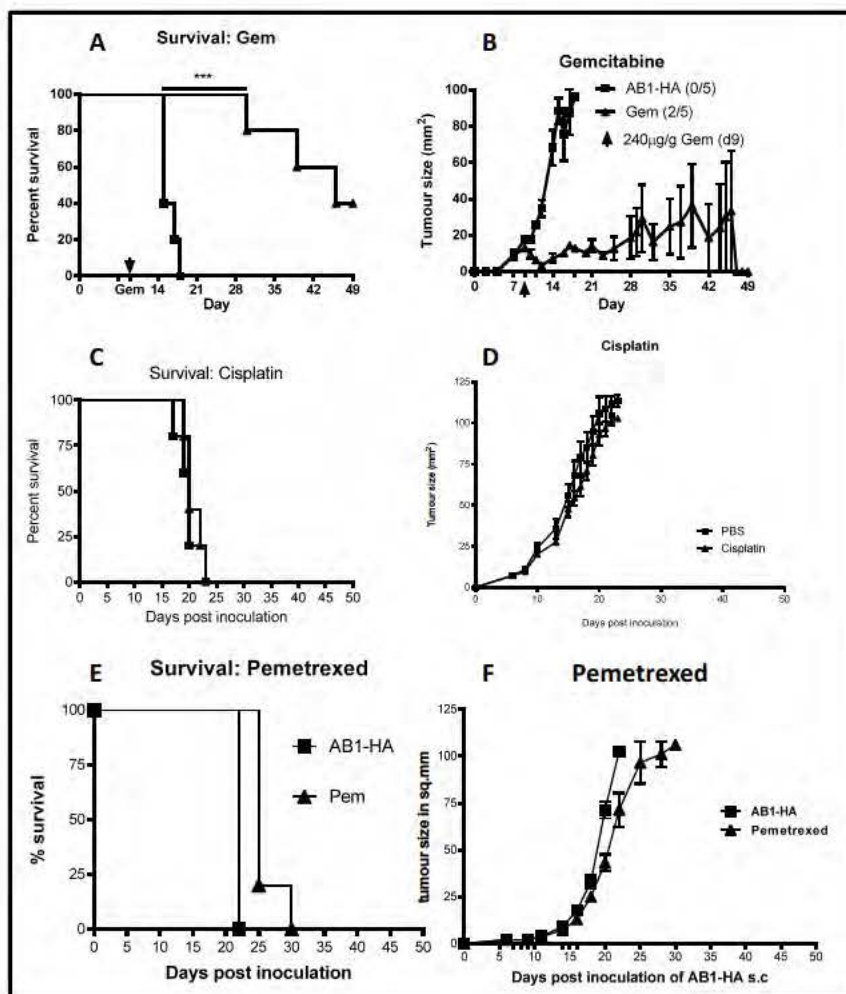 A
Survival: Gem
***
100
80
60
40
20
0
Percent survival
Gem
7 14 21 28 35 42 49
Day
B
Gemcitabine
AB1-HA (0/5)
Gem (2/5)
240µg/g Gem (d9)
100
80
60
40
20
0
Tumour size (mm²)
0 7 14 21 28 35 42 49
Day
C
Survival: Cisplatin
100
75
50
25
0
Percent survival
0 5 10 15 20 25 30 35 40 45 50
Days post inoculation
D
Cisplatin
125
100
75
50
25
0
Tumour size (mm²)
PBS
Cisplatin
10 20 30 40 50
Days post inoculation
E
Survival: Pemetrexed
100
75
50
25
0
% survival
AB1-HA
Pem
0 5 10 15 20 25 30 35 40 45 50
Days post inoculation
F
Pemetrexed
125
100
75
50
25
0
tumour size in sq.mm
AB1-HA
Pemetrexed
0 5 9 14 20 25 30 35 40 45 50
Days post inoculation of AB1-HA s.c